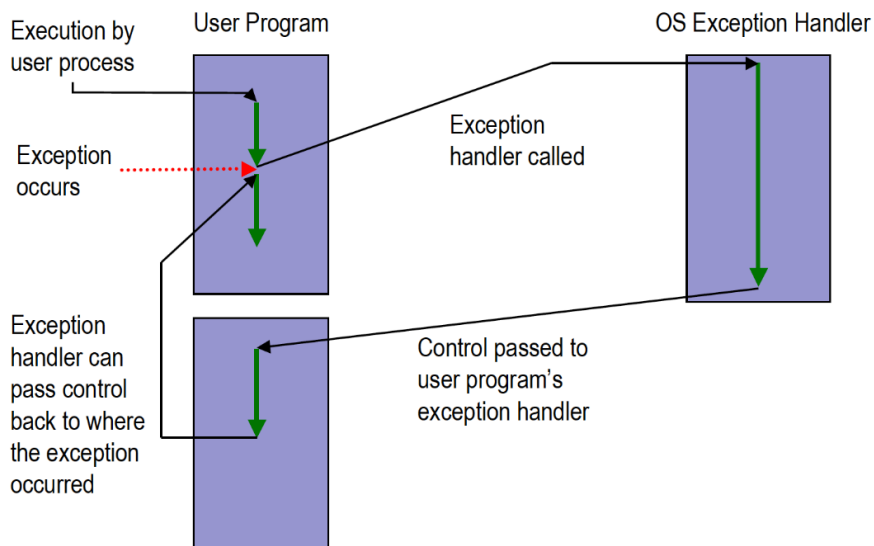 User Program
OS Exception Handler
Execution by
user process
Exception
occurs
Exception
handler called
Exception
handler can
pass control
back to where
the exception
occurred
Control passed to
user program's
exception handler